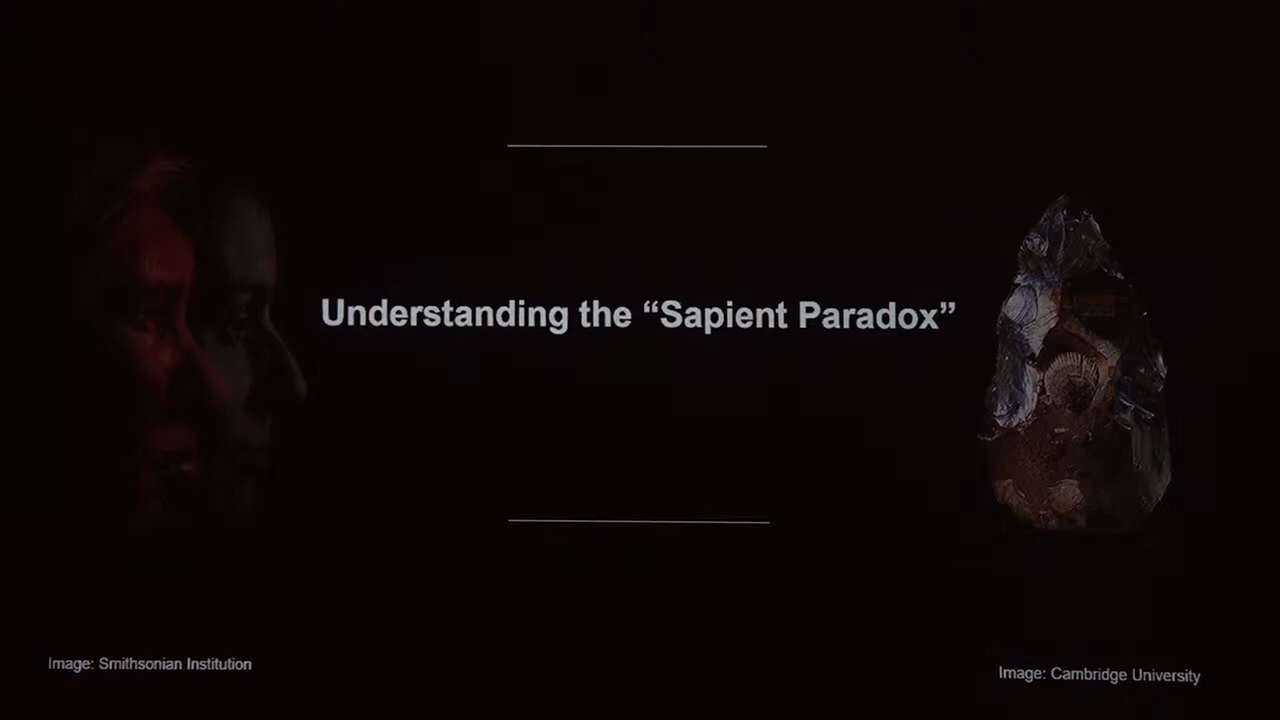 Understanding the “Sapient Paradox”
Image: Smithsonian Institution
Image: Cambridge University